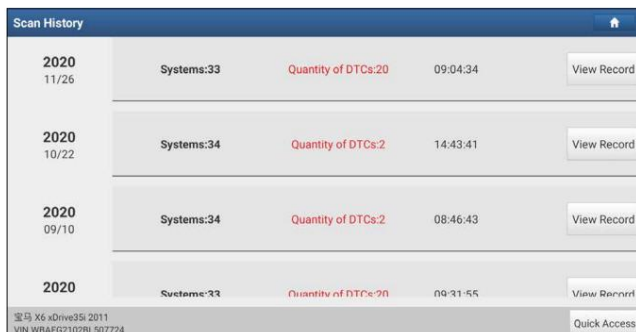 Scan History
2020
11/26
Systems:33
Quantity of DTCs:20
09:04:34
View Record
2020
10/22
Systems:34
Quantity of DTCs:2
14:43:41
View Record
2020
09/10
Systems:34
Quantity of DTCs:2
08:46:43
View Record
2020
Systems:33
Quantity of DTCs:20
09:31:55
View Record
宝马 X6 xDrive35i 2011
VIN WBAFG2102BL507724
Quick Access